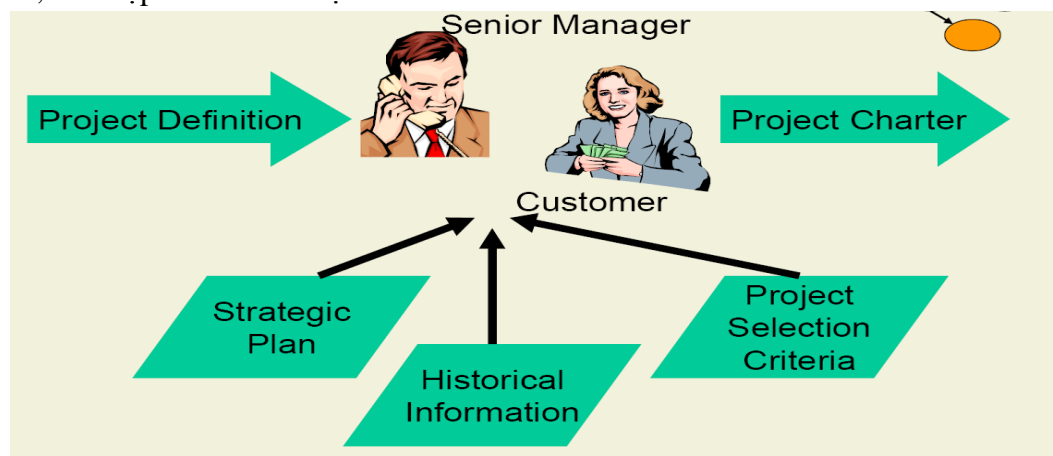 Senior Manager
Project Definition
Project Charter
Customer
Strategic
Plan
Historical
Information
Project
Selection
Criteria